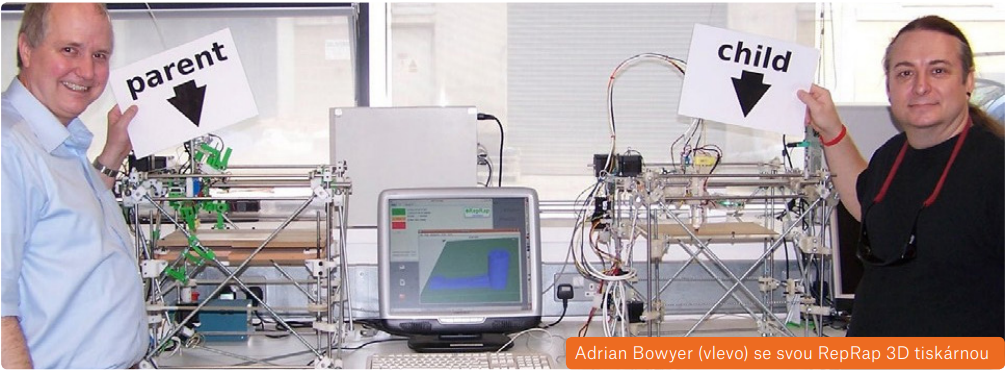 parent
child
RepRap
Adrian Bowyer (vlevo) se svou RepRap 3D tiskárnou